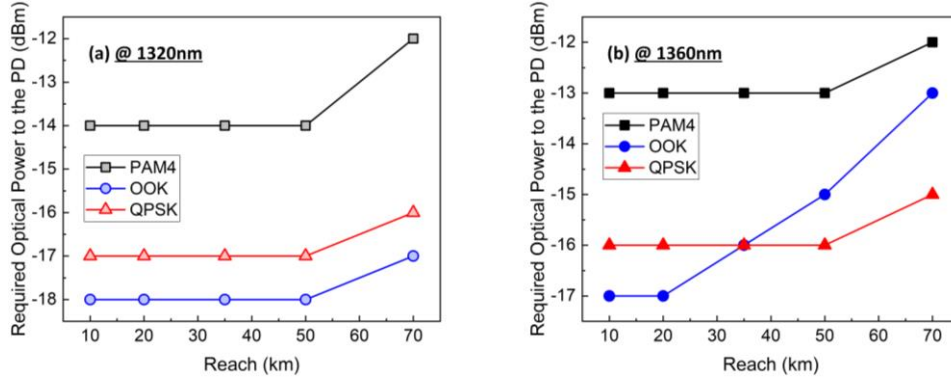 (a) @ 1320nm
Required Optical Power to the PD (dBm)
-12
-13
-14
-15
-16
-17
-18
PAM4
OOK
QPSK
10 20 30 40 50 60 70
Reach (km)
(b) @ 1360nm
Required Optical Power to the PD (dBm)
-12
-13
-14
-15
-16
-17
PAM4
OOK
QPSK
10 20 30 40 50 60 70
Reach (km)